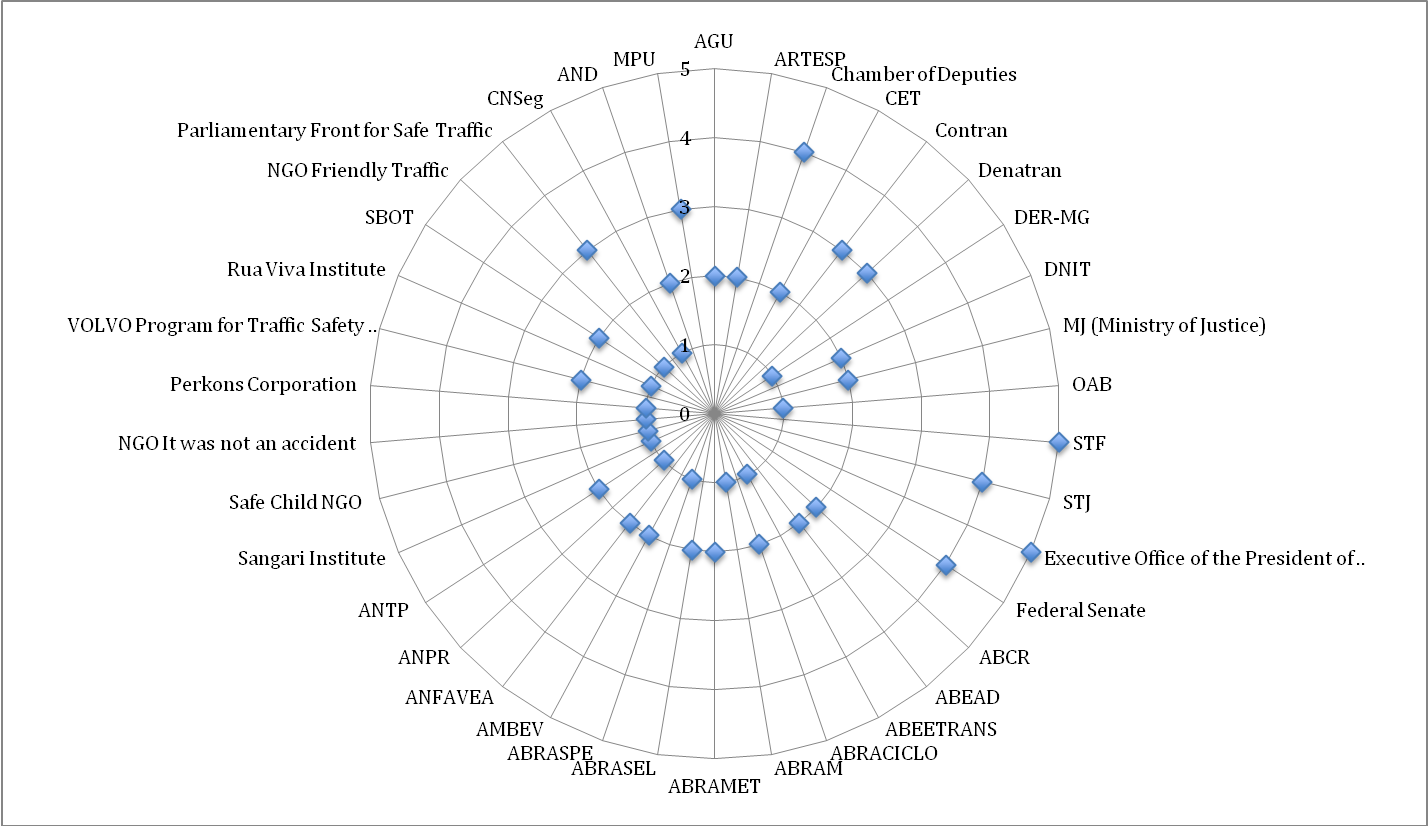 AGU
ARTESP
Chamber of Deputies
CET
Contran
Denatran
DER-MG
DNIT
MJ (Ministry of Justice)
OAB
STF
STJ
Executive Office of the President of..
Federal Senate
ABCR
ABEAD
ABEETRANS
ABRACICLO
ABRAM
ABRAMET
ABRASEL
ABRASPE
AMBEV
ANFAVEA
ANPR
ANTP
Sangari Institute
Safe Child NGO
NGO It was not an accident
Perkons Corporation
VOLVO Program for Traffic Safety ..
Rua Viva Institute
SBOT
NGO Friendly Traffic
Parliamentary Front for Safe Traffic
CNSeg
AND
MPU
5
4
3
2
1
0